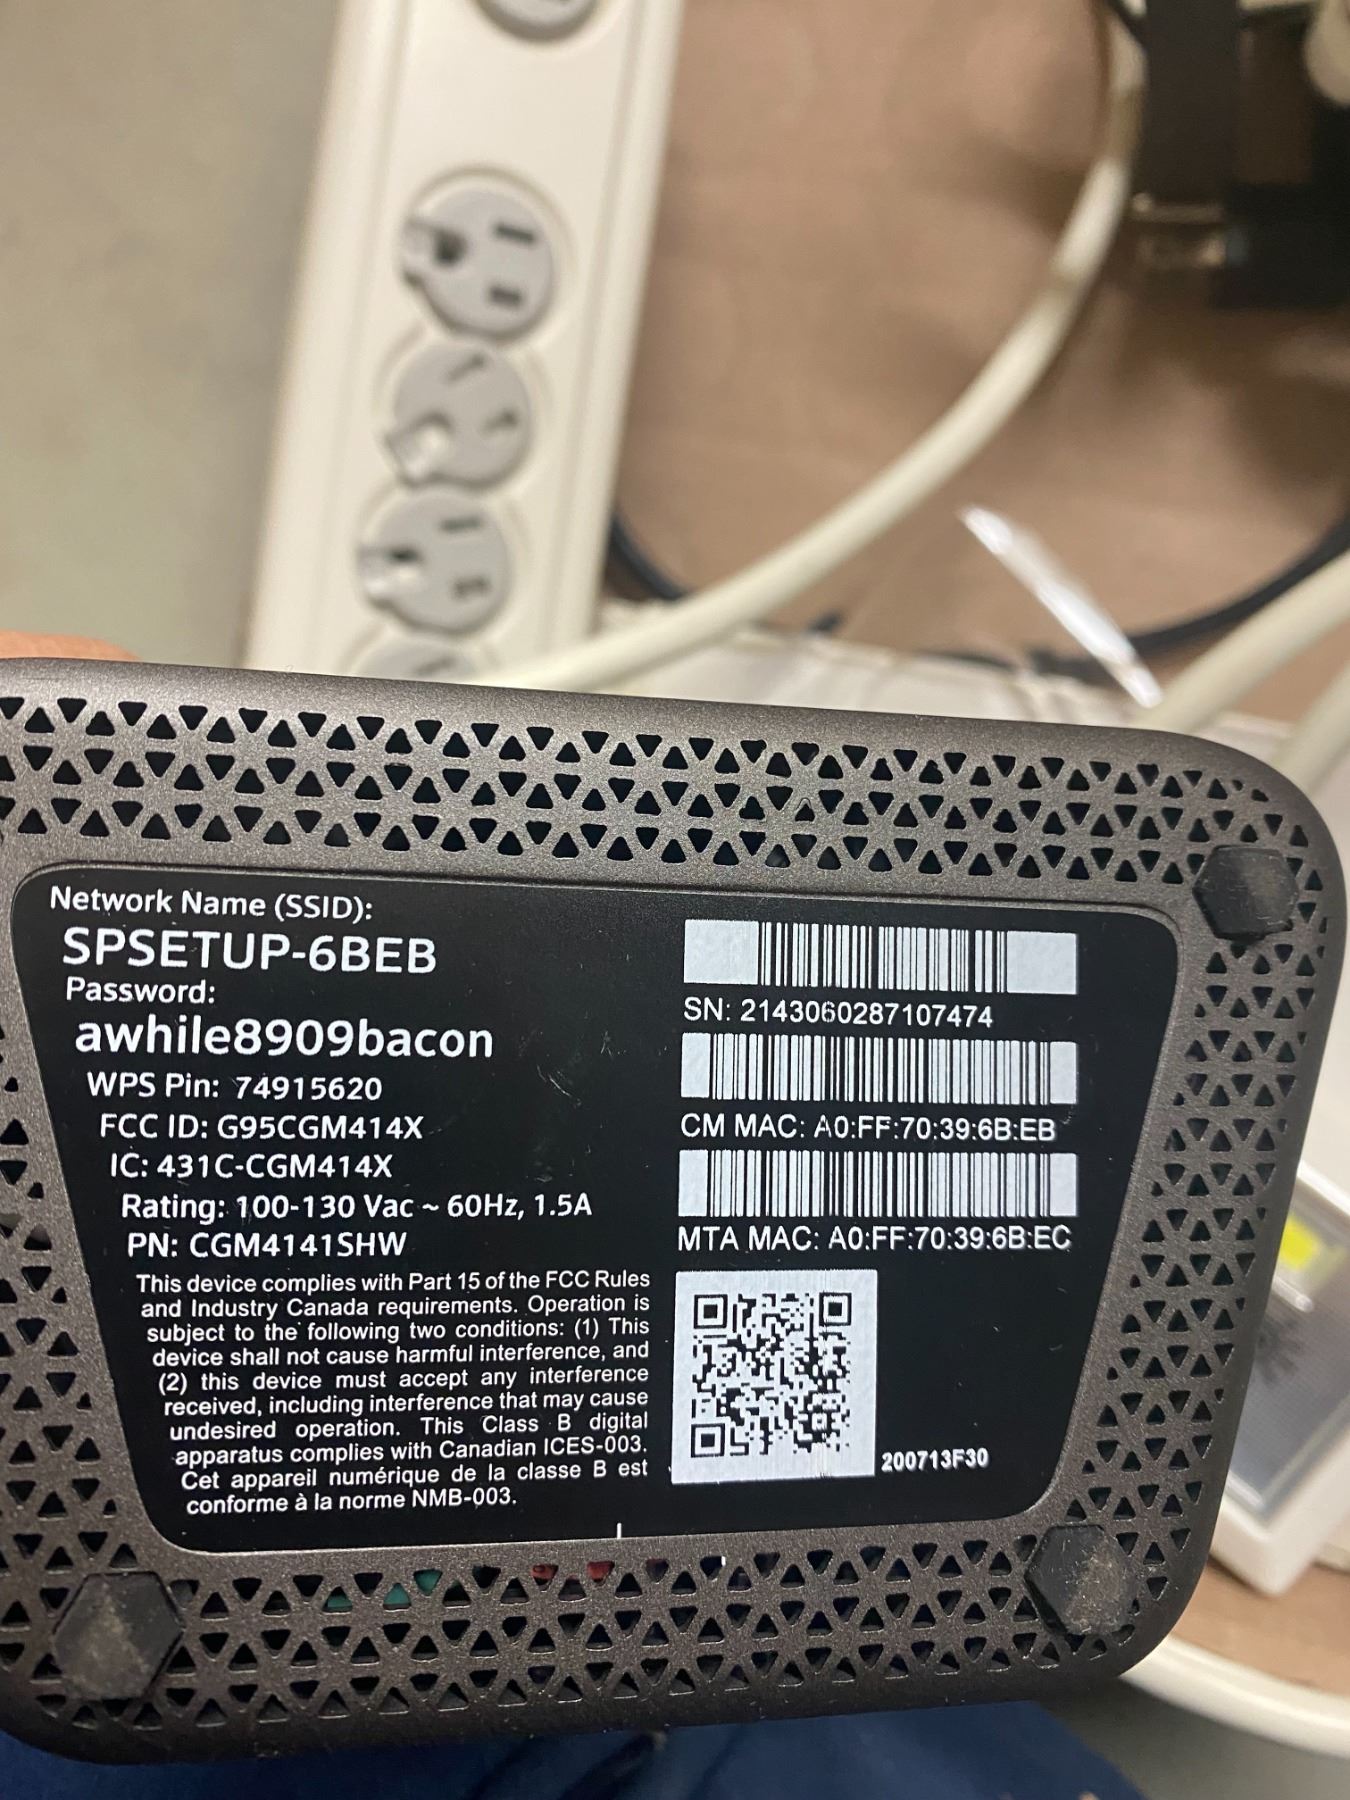 Network Name (SSID):
SPSETUP-6BEB
Password:
awhile8909bacon
WPS Pin: 74915620
FCC ID: G95CGM414X
IC: 431C-CGM414X
Rating: 100-130 Vac ~ 60Hz, 1.5A
PN: CGM4141SHW
This device complies with Part 15 of the FCC Rules
and Industry Canada requirements. Operation is
subject to the following two conditions: (1) This
device shall not cause harmful interference, and
(2) this device must accept any interference
received, including interference that may cause
undesired operation. This Class B digital
apparatus complies with Canadian ICES-003.
Cet appareil numérique de la classe B est
conforme à la norme NMB-003.
SN: 2143060287107474
CM MAC: A0:FF:70:39:6B:EB
MTA MAC: A0:FF:70:39:6B:EC
200713F30